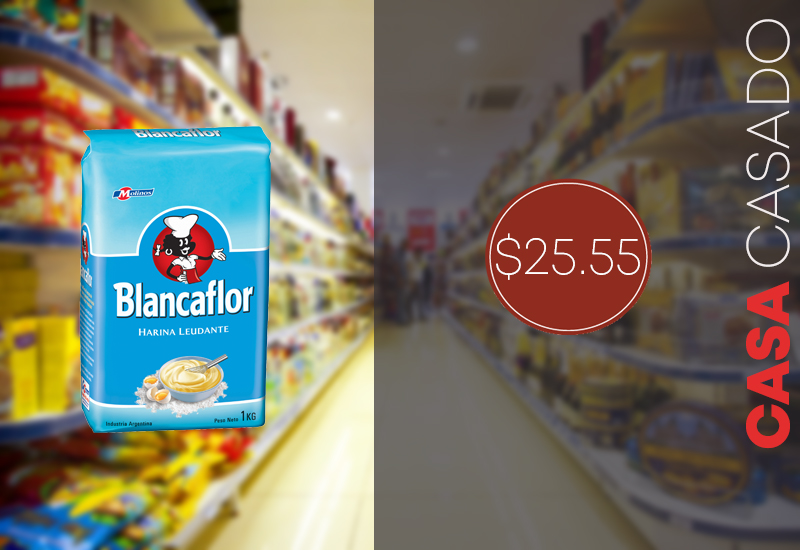 Blancaflor
Molinos
Blancaflor
HARINA LEUDANTE
Industria Argentina
Peso Neto 1KG
$25.55
CASA CASADO